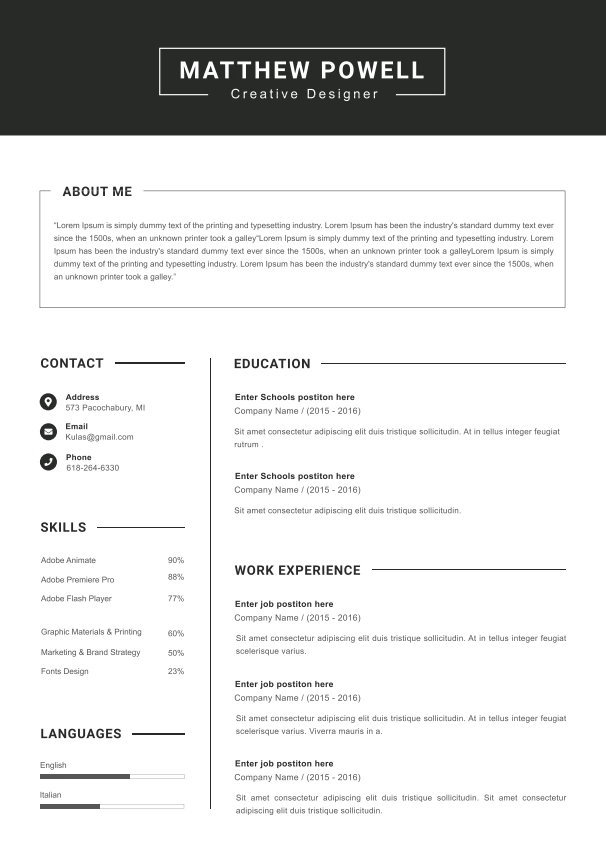 MATTHEW POWELL
Creative Designer
ABOUT ME
“Lorem Ipsum is simply dummy text of the printing and typesetting industry. Lorem Ipsum has been the industry's standard dummy text ever
since the 1500s, when an unknown printer took a galley“Lorem Ipsum is simply dummy text of the printing and typesetting industry. Lorem
Ipsum has been the industry's standard dummy text ever since the 1500s, when an unknown printer took a galleyLorem Ipsum is simply
dummy text of the printing and typesetting industry. Lorem Ipsum has been the industry's standard dummy text ever since the 1500s, when
an unknown printer took a galley.”
CONTACT
Address
573 Pacochabury, MI
Email
Kulas@gmail.com
Phone
618-264-6330
SKILLS
Adobe Animate 90%
Adobe Premiere Pro 88%
Adobe Flash Player 77%
Graphic Materials & Printing 60%
Marketing & Brand Strategy 50%
Fonts Design 23%
LANGUAGES
English
Italian
EDUCATION
Enter Schools postiton here
Company Name / (2015 - 2016)
Sit amet consectetur adipiscing elit duis tristique sollicitudin. At in tellus integer feugiat
rutrum .
Enter Schools postiton here
Company Name / (2015 - 2016)
Sit amet consectetur adipiscing elit duis tristique sollicitudin.
WORK EXPERIENCE
Enter job postiton here
Company Name / (2015 - 2016)
Sit amet consectetur adipiscing elit duis tristique sollicitudin. At in tellus integer feugiat
scelerisque varius.
Enter job postiton here
Company Name / (2015 - 2016)
Sit amet consectetur adipiscing elit duis tristique sollicitudin. At in tellus integer feugiat
scelerisque varius. Viverra mauris in a.
Enter job postiton here
Company Name / (2015 - 2016)
Sit amet consectetur adipiscing elit duis tristique sollicitudin. Sit amet consectetur
adipiscing elit duis tristique sollicitudin.